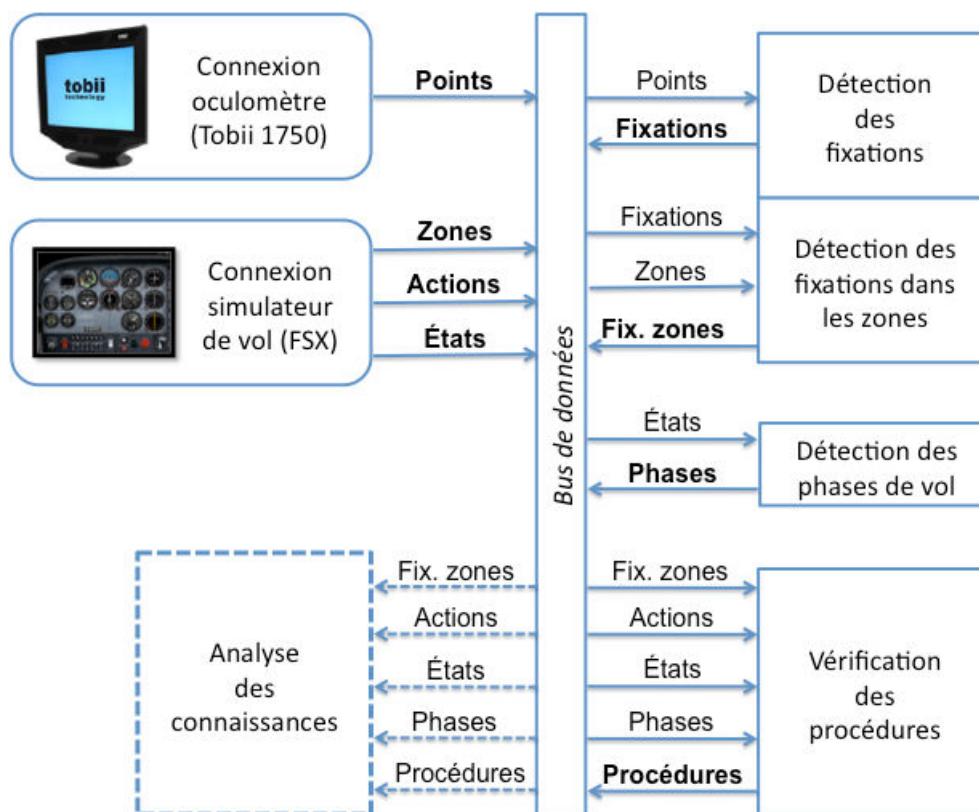 tobii
technology
Connexion
oculomètre
(Tobii 1750)
Points
Points
Fixations
Détection
des
fixations
Connexion
simulateur
de vol (FSX)
Zones
Actions
États
Fixations
Zones
Fix. zones
Détection des
fixations dans
les zones
Bus de données
États
Phases
Détection des
phases de vol
Analyse
des
connaissances
Fix. zones
Actions
États
Phases
Procédures
Fix. zones
Actions
États
Phases
Procédures
Vérification
des
procédures